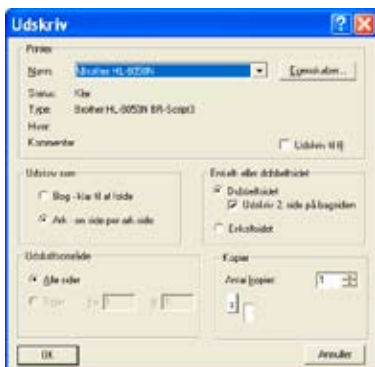 Udskriv
Printer
Navn: \\Brother HL-8050N Egenskaber...
Status: Klar
Type: Brother HL-8050N BR-Script3
Hvor:
Kommentar Udskriv til fil
Udskriv som
Bog - klar til at folde
Ark - en side per ark side
Enkelt- eller dobbeltsidet
Dobbeltsidet
Udskriv 2. side på bagsiden
Enkeltsidet
Udskriftsområde
Alle sider
Kopier
Antal kopier: 1
OK
Annuller